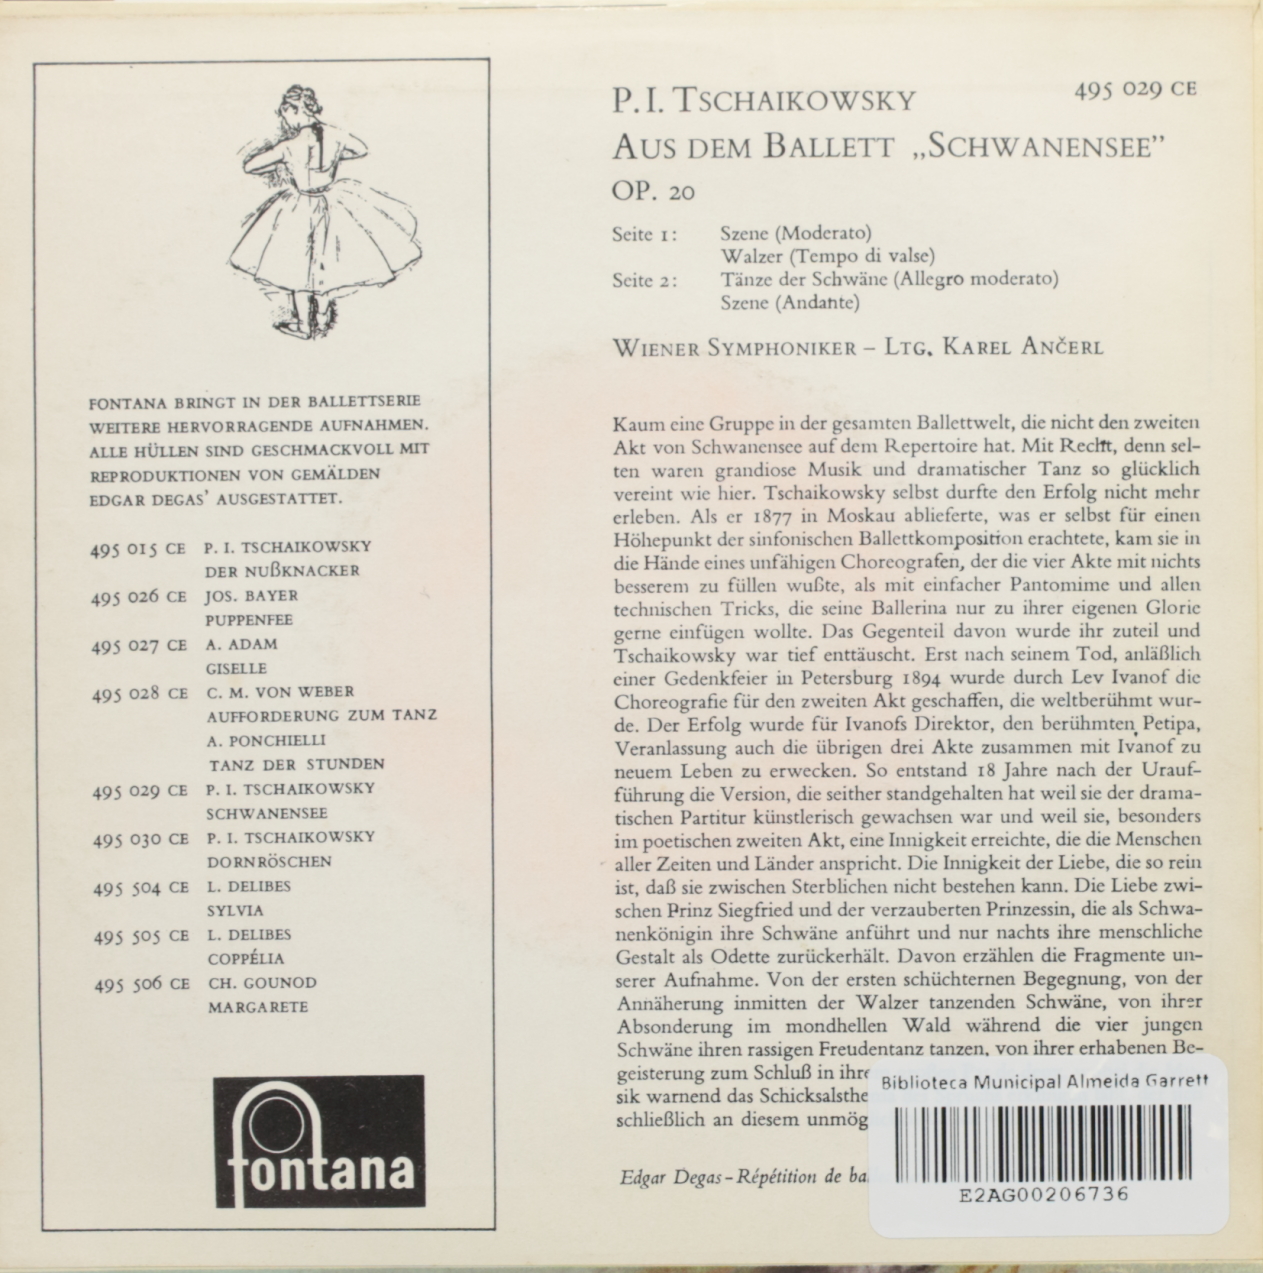 FONTANA BRINGT IN DER BALLETTSERIE
WEITERE HERVORRAGENDE AUFNAHMEN.
ALLE HÜLLEN SIND GESCHMACKVOLL MIT
REPRODUKTIONEN VON GEMÄLDEN
EDGAR DEGAS' AUSGESTATTET.
495 015 CE P. I. TSCHAIKOWSKY
DER NUßKNACKER
495 026 CE JOS. BAYER
PUPPENFEE
495 027 CE A. ADAM
GISELLE
495 028 CE C. M. VON WEBER
AUFFORDERUNG ZUM TANZ
A. PONCHIELLI
TANZ DER STUNDEN
495 029 CE P. I. TSCHAIKOWSKY
SCHWANENSEE
495 030 CE P. I. TSCHAIKOWSKY
DORNRÖSCHEN
495 504 CE L. DELIBES
SYLVIA
495 505 CE L. DELIBES
COPPÉLIA
495 506 CE CH. GOUNOD
MARGARETE
fontana
P. I. TSCHAIKOWSKY
495 029 CE
AUS DEM BALLETT „SCHWANENSEE”
OP. 20
Seite 1: Szene (Moderato)
Walzer (Tempo di valse)
Seite 2: Tänze der Schwäne (Allegro moderato)
Szene (Andante)
WIENER SYMPHONIKER – LTG. KAREL ANČERL
Kaum eine Gruppe in der gesamten Ballettwelt, die nicht den zweiten
Akt von Schwanensee auf dem Repertoire hat. Mit Recht, denn sel-
ten waren grandiose Musik und dramatischer Tanz so glücklich
vereint wie hier. Tschaikowsky selbst durfte den Erfolg nicht mehr
erleben. Als er 1877 in Moskau ablieferte, was er selbst für einen
Höhepunkt der sinfonischen Ballettkomposition erachtete, kam sie in
die Hände eines unfähigen Choreografen, der die vier Akte mit nichts
besserem zu füllen wußte, als mit einfacher Pantomime und allen
technischen Tricks, die seine Ballerina nur zu ihrer eigenen Glorie
gerne einfügen wollte. Das Gegenteil davon wurde ihr zuteil und
Tschaikowsky war tief enttäuscht. Erst nach seinem Tod, anläßlich
einer Gedenkfeier in Petersburg 1894 wurde durch Lev Ivanof die
Choreografie für den zweiten Akt geschaffen, die weltberühmt wur-
de. Der Erfolg wurde für Ivanofs Direktor, den berühmten Petipa,
Veranlassung auch die übrigen drei Akte zusammen mit Ivanof zu
neuem Leben zu erwecken. So entstand 18 Jahre nach der Urauf-
führung die Version, die seither standgehalten hat weil sie der drama-
tischen Partitur künstlerisch gewachsen war und weil sie, besonders
im poetischen zweiten Akt, eine Innigkeit erreichte, die die Menschen
aller Zeiten und Länder anspricht. Die Innigkeit der Liebe, die so rein
ist, daß sie zwischen Sterblichen nicht bestehen kann. Die Liebe zwi-
schen Prinz Siegfried und der verzauberten Prinzessin, die als Schwa-
nenkönigin ihre Schwäne anführt und nur nachts ihre menschliche
Gestalt als Odette zurückerhält. Davon erzählen die Fragmente un-
serer Aufnahme. Von der ersten schüchternen Begegnung, von der
Annäherung inmitten der Walzer tanzenden Schwäne, von ihrer
Absonderung im mondhellen Wald während die vier jungen
Schwäne ihren rassigen Freudentanz tanzen, von ihrer erhabenen Be-
geisterung zum Schluß in
sik warnend das
schließlich an diesem
Edgar Degas – Répétition de
Biblioteca Municipal Almeida Garrett
E2AG00206736